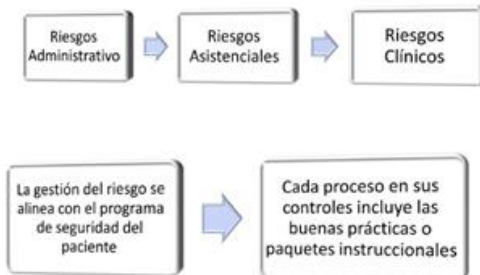 Riesgos
Administrativo
Riesgos
Asistenciales
Riesgos
Clínicos
La gestión del riesgo se
alinea con el programa
de seguridad del
paciente
Cada proceso en sus
controles incluye las
buenas prácticas o
paquetes instruccionales